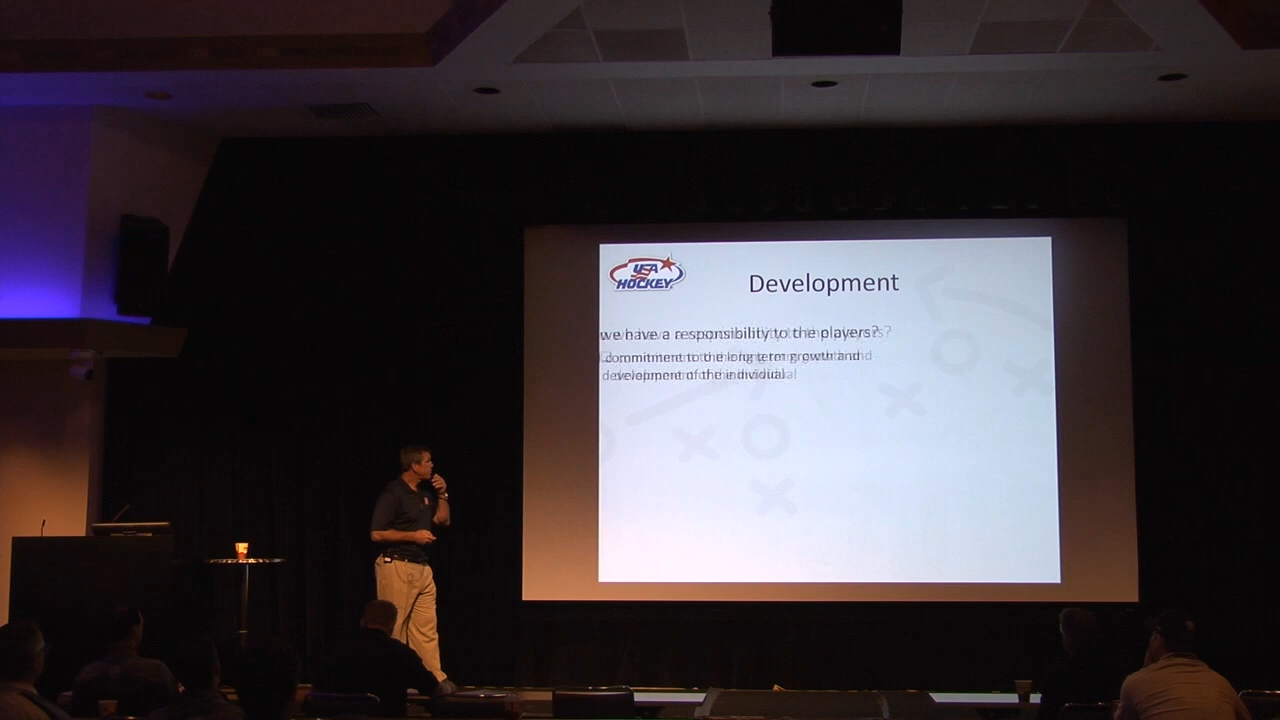 USA
HOCKEY
Development
we have a responsibility to the players?
commitment to the long term growth and
development of the individual